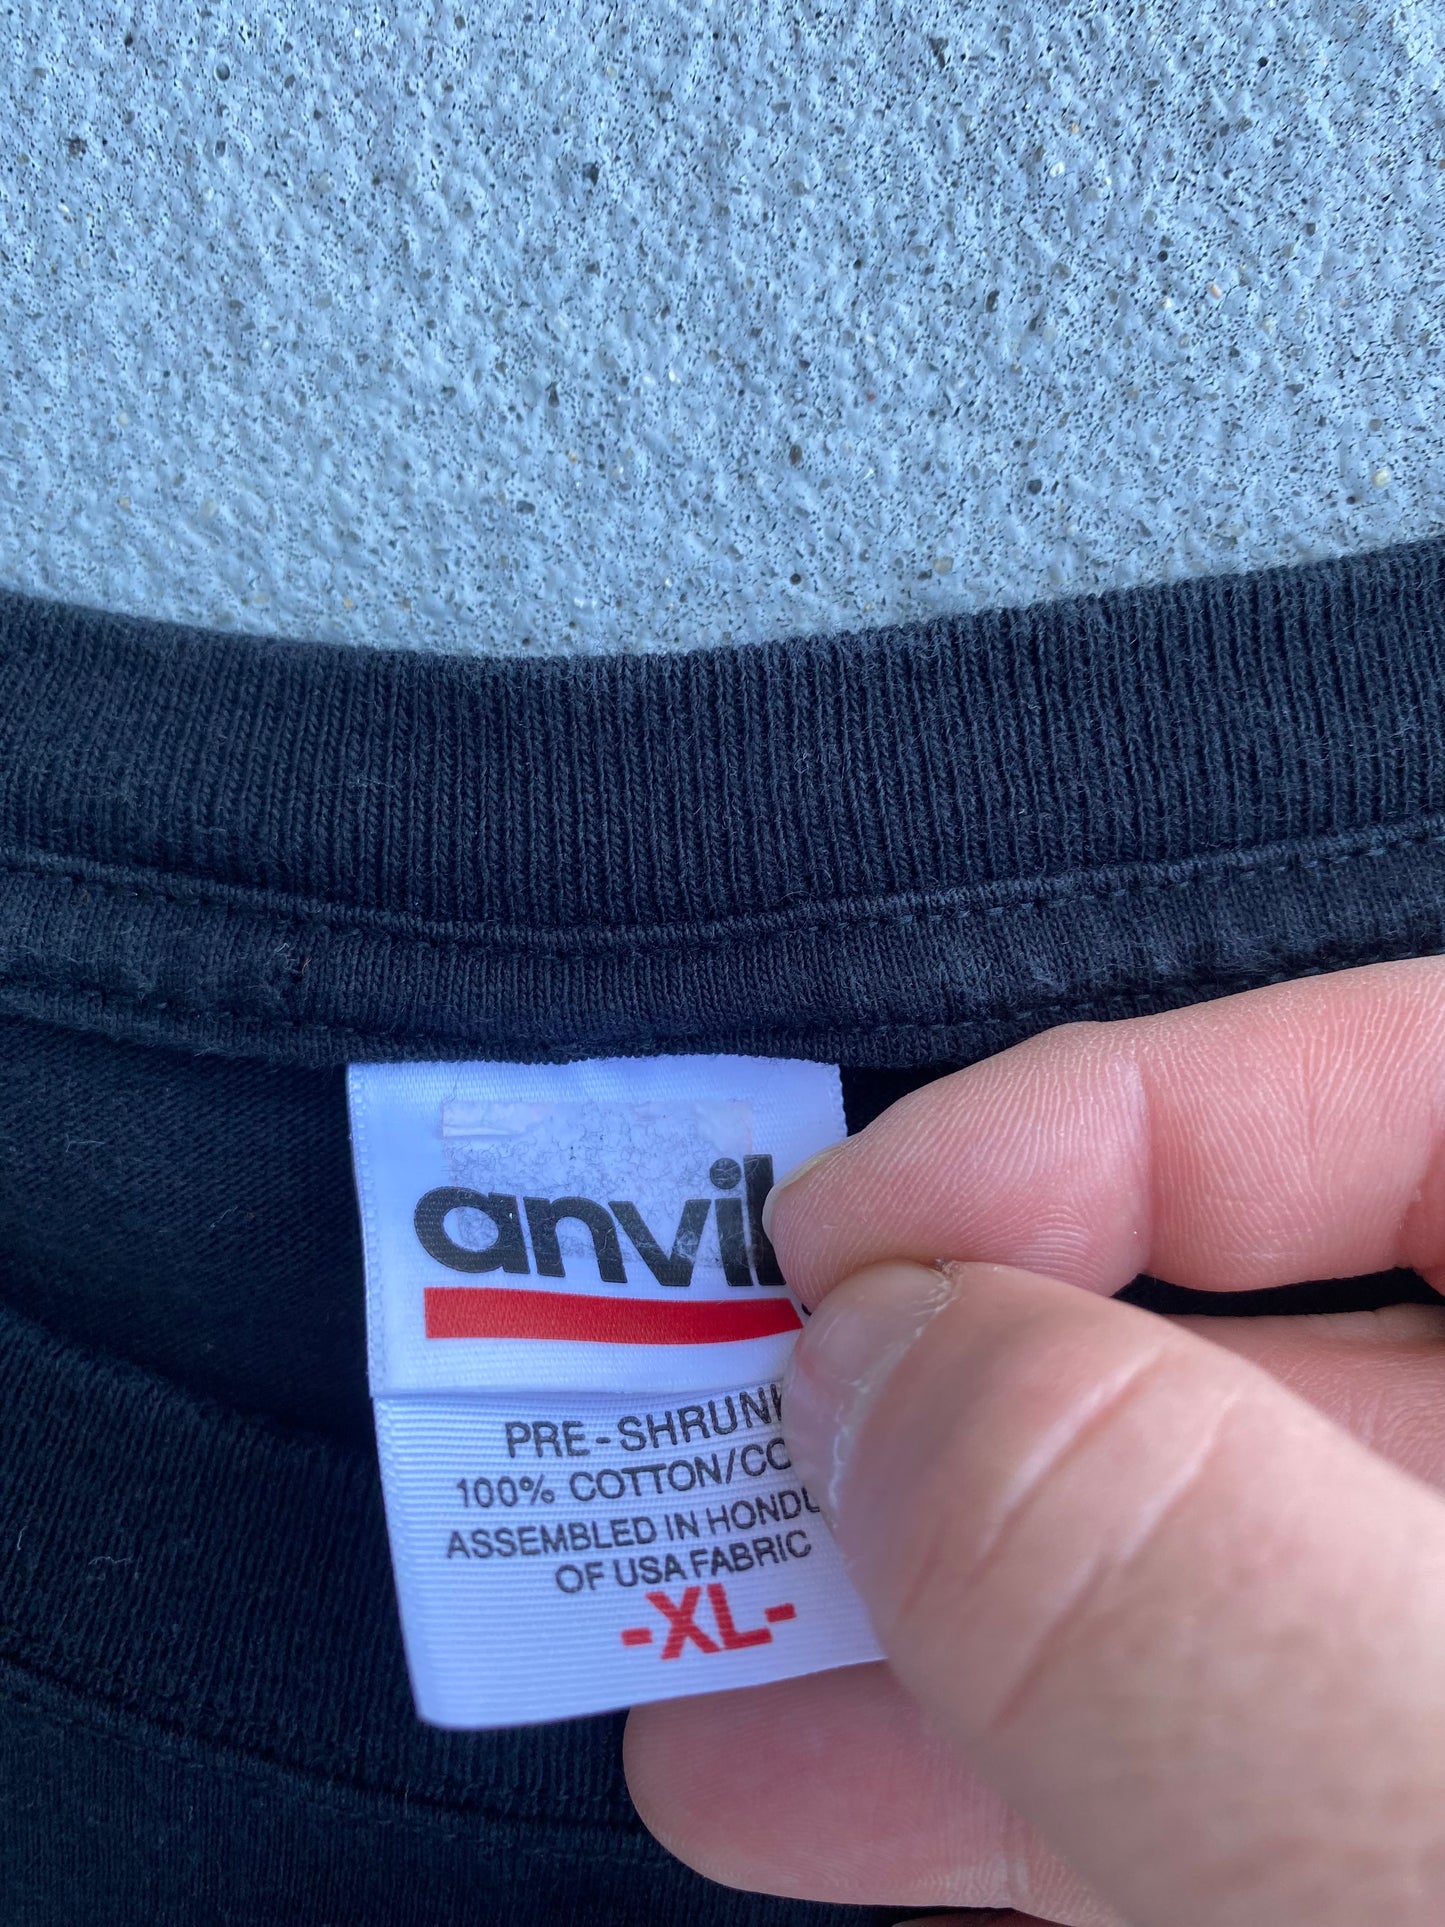 anvil
PRE-SHRUNK
100% COTTON/CO
ASSEMBLED IN HONDU
OF USA FABRIC
-XL-